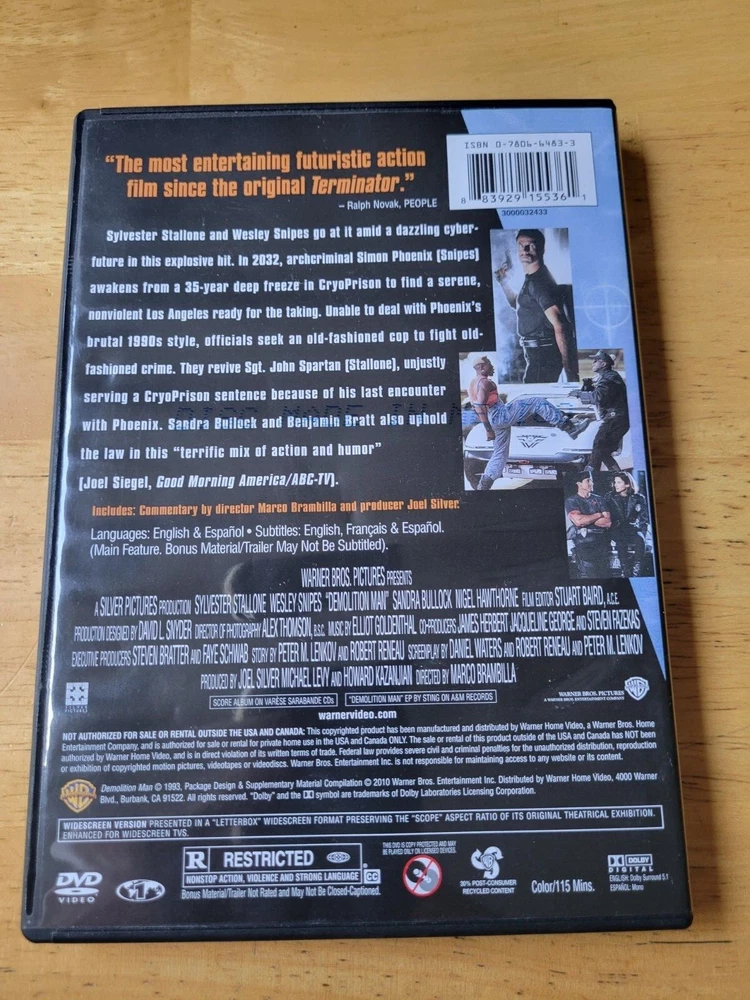 “The most entertaining futuristic action
film since the original Terminator.”
– Ralph Novak, PEOPLE
ISBN 0-7806-6483-3
8 83929 15536 1
3000032433
Sylvester Stallone and Wesley Snipes go at it amid a dazzling cyber-
future in this explosive hit. In 2032, archcriminal Simon Phoenix (Snipes)
awakens from a 35-year deep freeze in CryoPrison to find a serene,
nonviolent Los Angeles ready for the taking. Unable to deal with Phoenix's
brutal 1990s style, officials seek an old-fashioned cop to fight old-
fashioned crime. They revive Sgt. John Spartan (Stallone), unjustly
serving a CryoPrison sentence because of his last encounter
with Phoenix. Sandra Bullock and Benjamin Bratt also uphold
the law in this “terrific mix of action and humor”
(Joel Siegel, Good Morning America/ABC-TV).
DISC MADE IN
Includes: Commentary by director Marco Brambilla and producer Joel Silver.
Languages: English & Español • Subtitles: English, Français & Español.
(Main Feature. Bonus Material/Trailer May Not Be Subtitled).
WARNER BROS. PICTURES PRESENTS
A SILVER PICTURES PRODUCTION SYLVESTER STALLONE WESLEY SNIPES "DEMOLITION MAN" SANDRA BULLOCK NIGEL HAWTHORNE FILM EDITOR STUART BAIRD, A.C.E.
PRODUCTION DESIGNED BY DAVID L. SNYDER DIRECTOR OF PHOTOGRAPHY ALEX THOMSON, B.S.C. MUSIC BY ELLIOT GOLDENTHAL CO-PRODUCERS JAMES HERBERT JACQUELINE GEORGE AND STEVEN FAZEKAS
EXECUTIVE PRODUCERS STEVEN BRATTER AND FAYE SCHWAB STORY BY PETER M. LENKOV AND ROBERT RENEAU SCREENPLAY BY DANIEL WATERS AND ROBERT RENEAU AND PETER M. LENKOV
PRODUCED BY JOEL SILVER MICHAEL LEVY AND HOWARD KAZANJIAN DIRECTED BY MARCO BRAMBILLA
SILVER PICTURES
SCORE ALBUM ON VARÈSE SARABANDE CDs
"DEMOLITION MAN" EP BY STING ON A&M RECORDS
WARNER BROS. PICTURES
warnervideo.com
NOT AUTHORIZED FOR SALE OR RENTAL OUTSIDE THE USA AND CANADA: This copyrighted product has been manufactured and distributed by Warner Home Video, a Warner Bros. Home
Entertainment Company, and is authorized for sale or rental for private home use in the USA and Canada ONLY. The sale or rental of this product outside of the USA and Canada has NOT been
authorized by Warner Home Video, and is in direct violation of its written terms of trade. Federal law provides severe civil and criminal penalties for the unauthorized distribution, reproduction
or exhibition of copyrighted motion pictures, videotapes or videodiscs. Warner Bros. Entertainment Inc. is not responsible for maintaining access to any website or its content.
Demolition Man © 1993, Package Design & Supplementary Material Compilation © 2010 Warner Bros. Entertainment Inc. Distributed by Warner Home Video, 4000 Warner
Blvd., Burbank, CA 91522. All rights reserved. "Dolby" and the DD symbol are trademarks of Dolby Laboratories Licensing Corporation.
WIDESCREEN VERSION PRESENTED IN A "LETTERBOX" WIDESCREEN FORMAT PRESERVING THE "SCOPE" ASPECT RATIO OF ITS ORIGINAL THEATRICAL EXHIBITION.
ENHANCED FOR WIDESCREEN TVS.
DVD VIDEO
1
R RESTRICTED
NONSTOP ACTION, VIOLENCE AND STRONG LANGUAGE CC
Bonus Material/Trailer Not Rated and May Not Be Closed-Captioned.
THIS DVD IS COPY PROTECTED AND MAY
BE PLAYED ONLY ON LICENSED DEVICES.
20% POST-CONSUMER
RECYCLED CONTENT
Color/115 Mins.
DOLBY DIGITAL
ENGLISH: Dolby Surround 5.1
ESPAÑOL: Mono